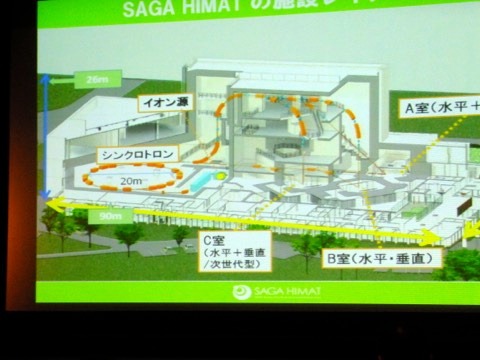 SAGA HIMAT の施設レイ
26m
イオン源
A室(水平+
シンクロトロン
20m
90m
C室
(水平+垂直
/次世代型)
B室(水平・垂直)
SAGA HIMAT